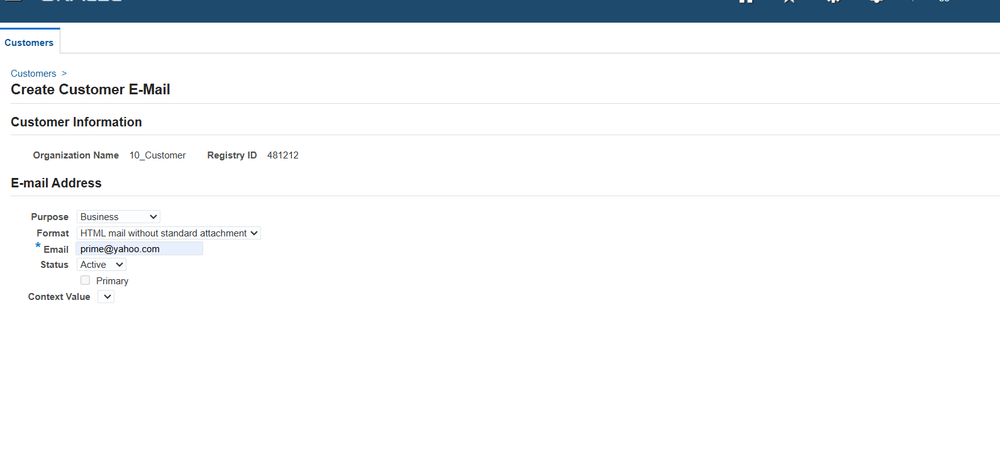 Customers
Customers >
Create Customer E-Mail
Customer Information
Organization Name 10_Customer Registry ID 481212
E-mail Address
Purpose Business
Format HTML mail without standard attachment
* Email prime@yahoo.com
Status Active
Primary
Context Value